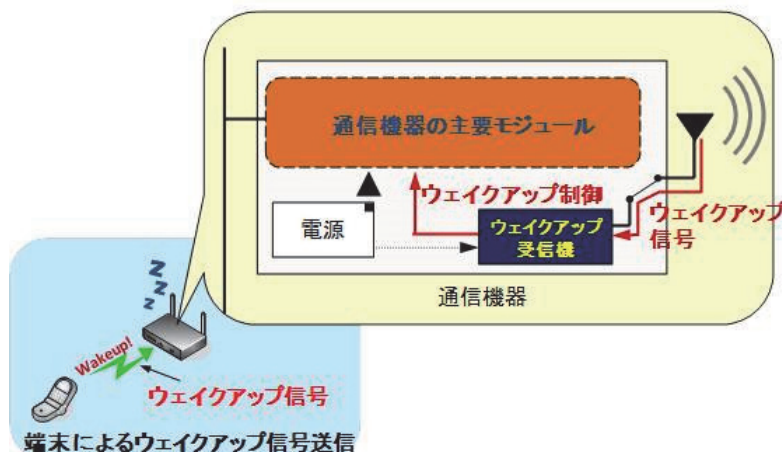 通信機器の主要モジュール
ウェイクアップ制御
電源
ウェイクアップ
受信機
ウェイクアップ
信号
通信機器
z
z
z
Wakeup!
ウェイクアップ信号
端末によるウェイクアップ信号送信